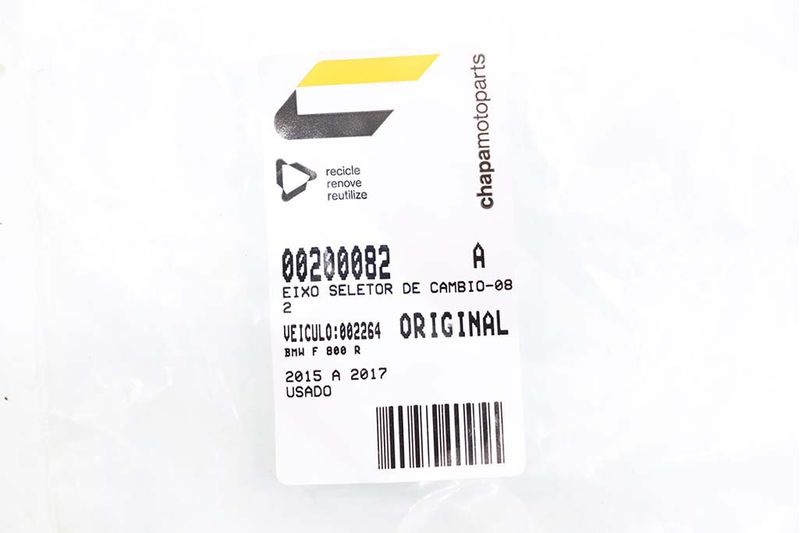 chapamotoparts
recicle
renove
reutilize
00200082 A
EIXO SELETOR DE CAMBIO-08
2
VEICULO:002264 ORIGINAL
BMW F 800 R
2015 A 2017
USADO